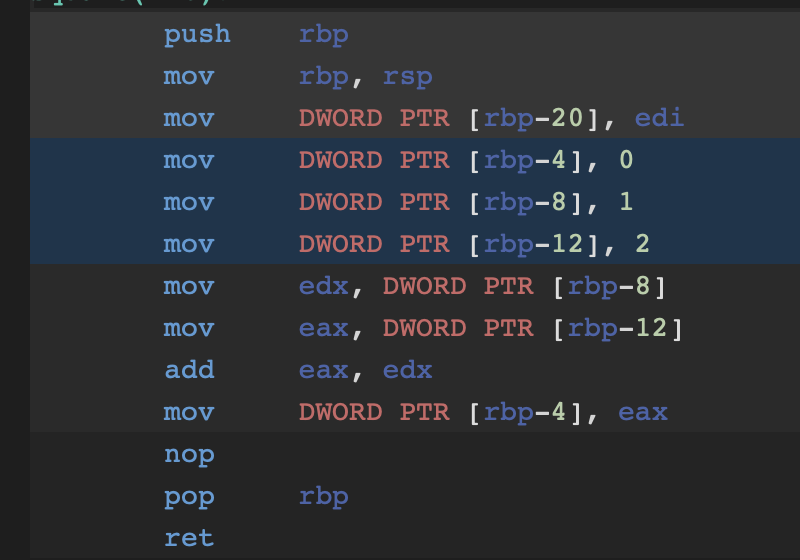 push rbp
mov rbp, rsp
mov DWORD PTR [rbp-20], edi
mov DWORD PTR [rbp-4], 0
mov DWORD PTR [rbp-8], 1
mov DWORD PTR [rbp-12], 2
mov edx, DWORD PTR [rbp-8]
mov eax, DWORD PTR [rbp-12]
add eax, edx
mov DWORD PTR [rbp-4], eax
nop
pop rbp
ret